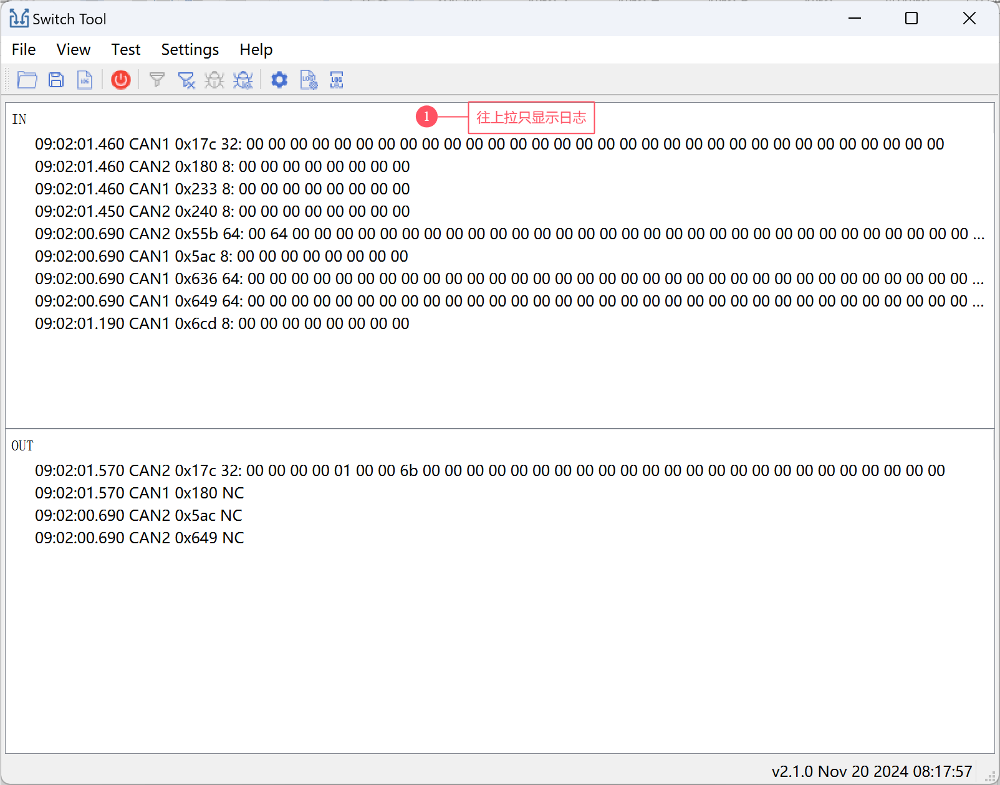 Switch Tool
File View Test Settings Help
LOG LOG LOG
IN
1 往上拉只显示日志
09:02:01.460 CAN1 0x17c 32: 00 00 00 00 00 00 00 00 00 00 00 00 00 00 00 00 00 00 00 00 00 00 00 00 00 00 00 00 00 00 00 00
09:02:01.460 CAN2 0x180 8: 00 00 00 00 00 00 00 00
09:02:01.460 CAN1 0x233 8: 00 00 00 00 00 00 00 00
09:02:01.450 CAN2 0x240 8: 00 00 00 00 00 00 00 00
09:02:00.690 CAN2 0x55b 64: 00 64 00 00 00 00 00 00 00 00 00 00 00 00 00 00 00 00 00 00 00 00 00 00 00 00 00 00 00 00 00 00 00 ...
09:02:00.690 CAN1 0x5ac 8: 00 00 00 00 00 00 00 00
09:02:00.690 CAN1 0x636 64: 00 00 00 00 00 00 00 00 00 00 00 00 00 00 00 00 00 00 00 00 00 00 00 00 00 00 00 00 00 00 00 00 00 ...
09:02:00.690 CAN1 0x649 64: 00 00 00 00 00 00 00 00 00 00 00 00 00 00 00 00 00 00 00 00 00 00 00 00 00 00 00 00 00 00 00 00 00 ...
09:02:01.190 CAN1 0x6cd 8: 00 00 00 00 00 00 00 00
OUT
09:02:01.570 CAN2 0x17c 32: 00 00 00 00 01 00 00 6b 00 00 00 00 00 00 00 00 00 00 00 00 00 00 00 00 00 00 00 00 00 00 00 00
09:02:01.570 CAN1 0x180 NC
09:02:00.690 CAN2 0x5ac NC
09:02:00.690 CAN2 0x649 NC
v2.1.0 Nov 20 2024 08:17:57